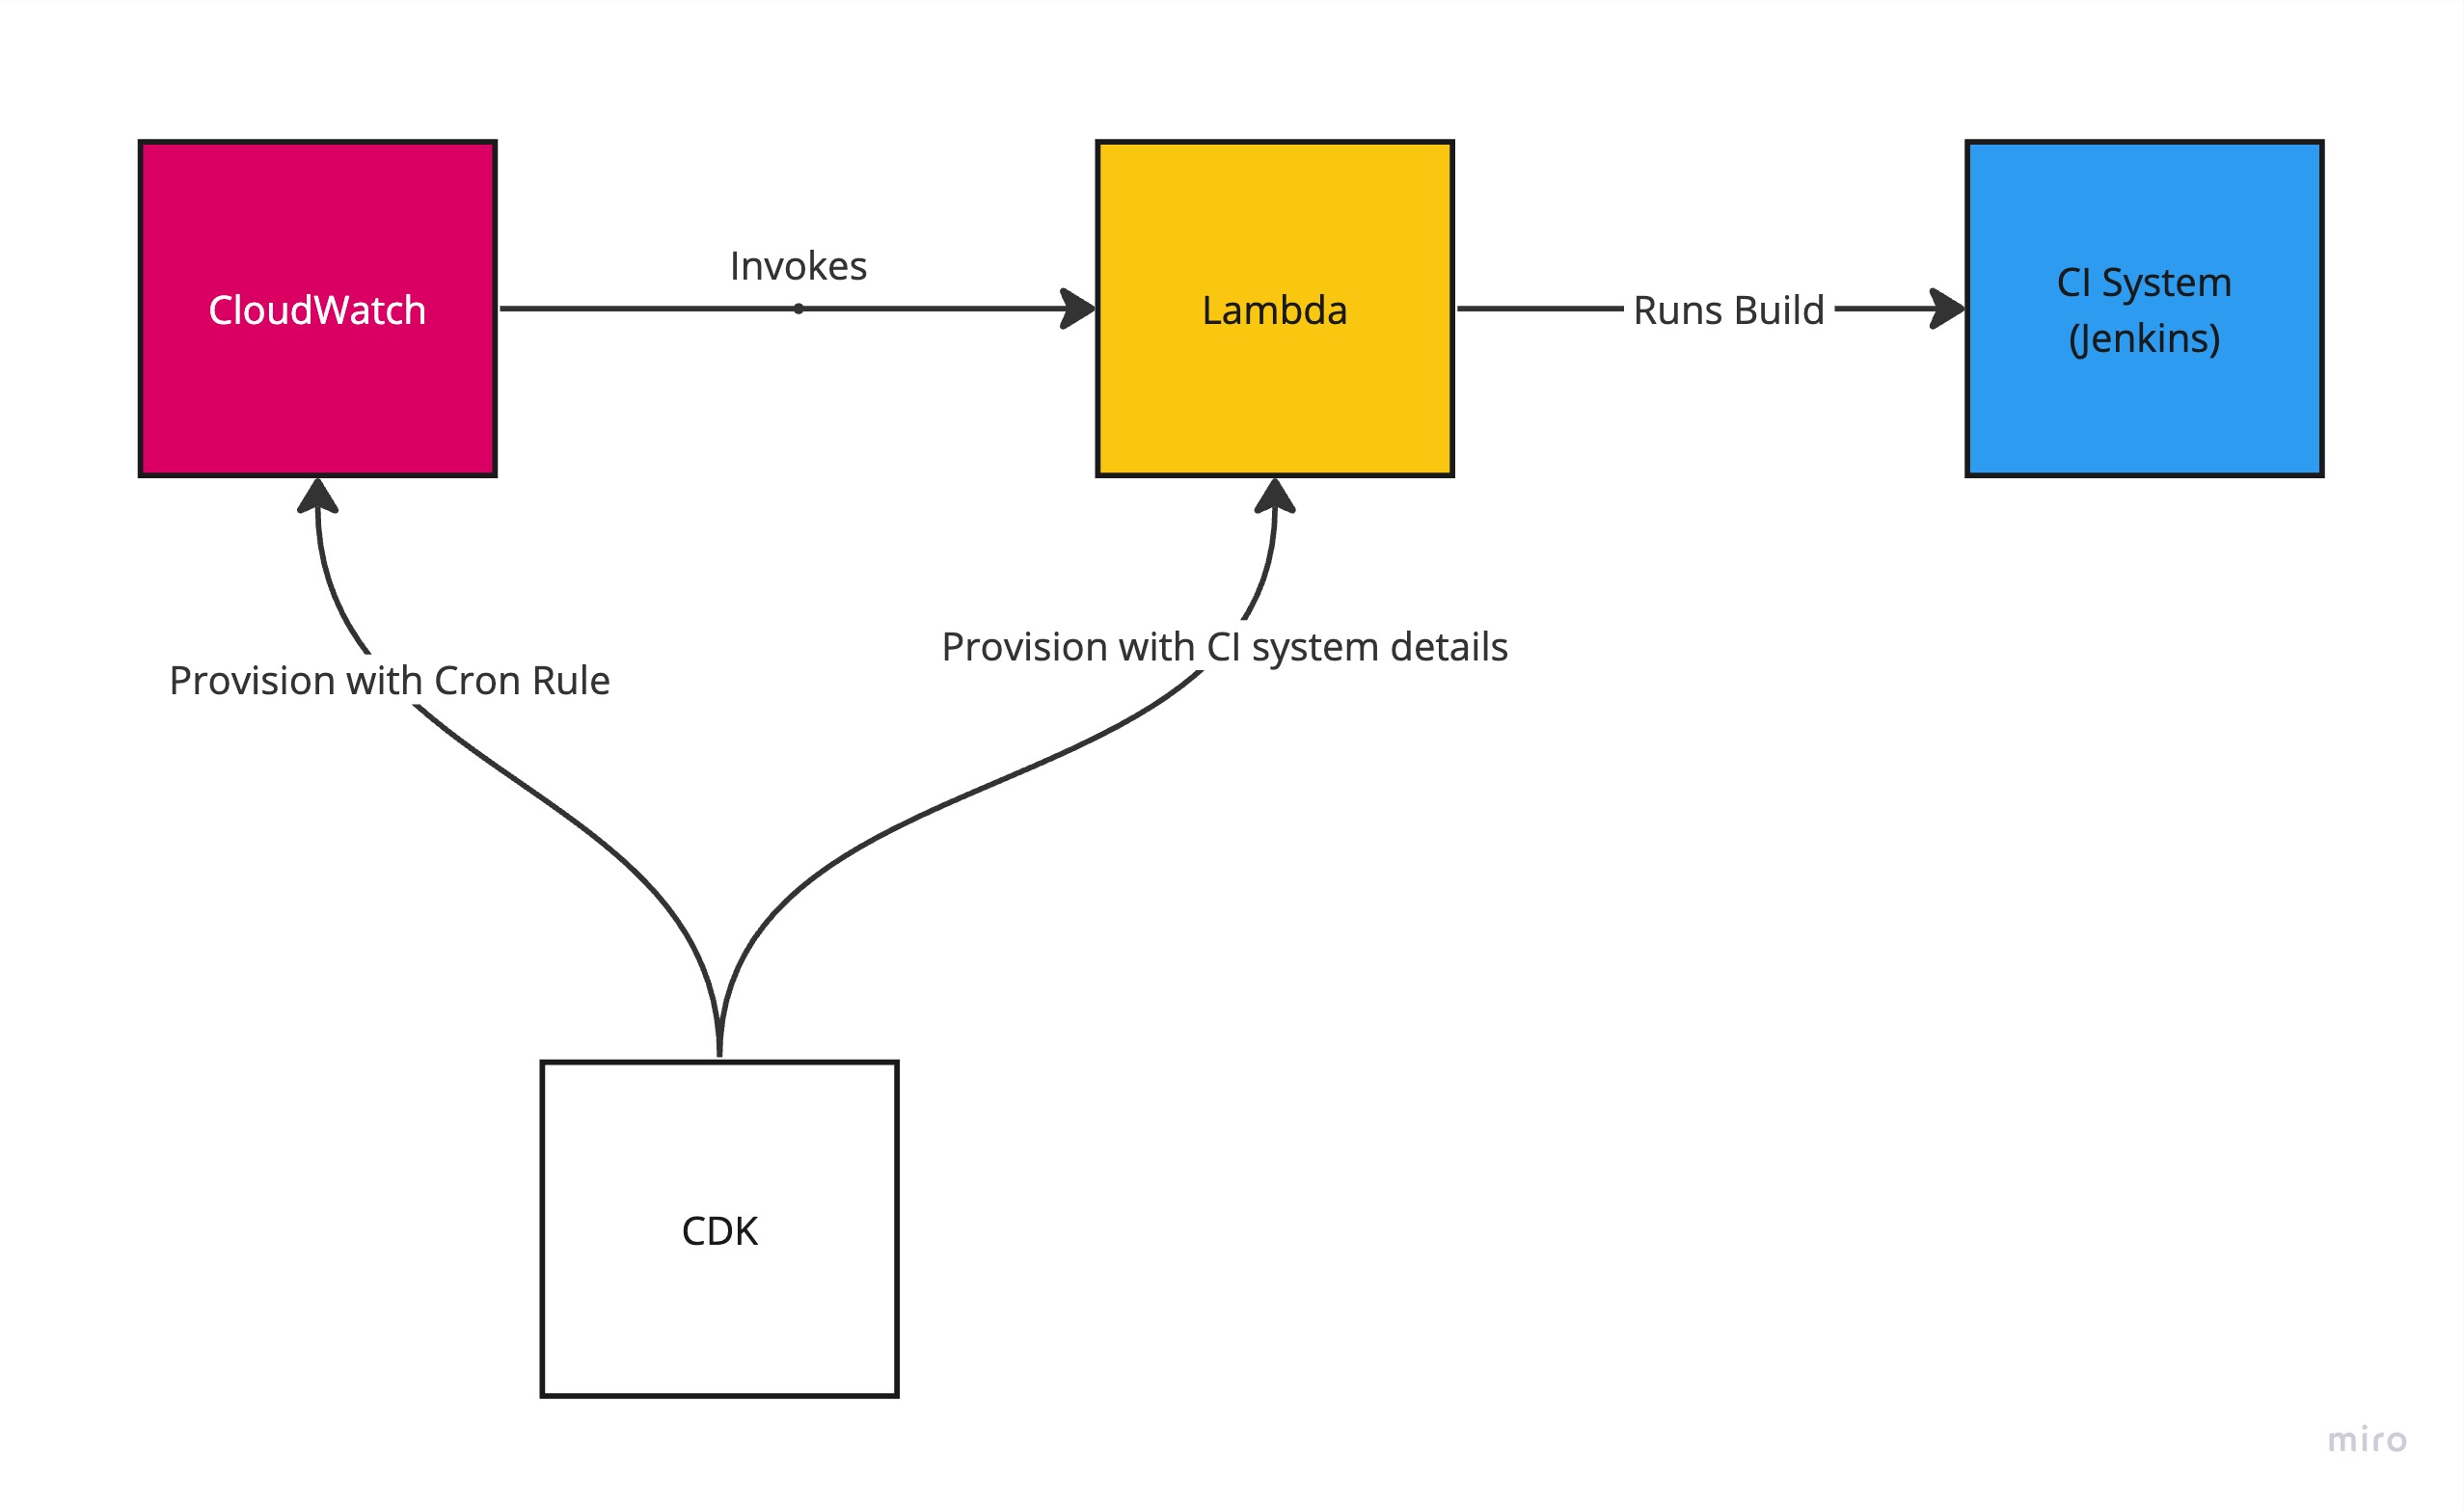 Invokes
CloudWatch
Lambda
Runs Build
CI System
(Jenkins)
Provision with Cron Rule
Provision with CI system details
CDK
miro